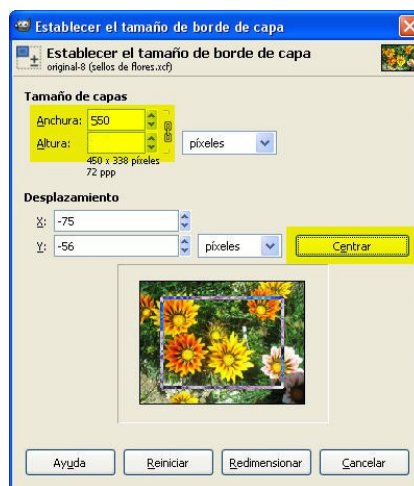 Establecer el tamaño de borde de capa
Establecer el tamaño de borde de capa
original-8 (sellos de flores.xcf)
Tamaño de capas
Anchura: 550
Altura: píxeles
450 x 338 píxeles
72 ppp
Desplazamiento
X: -75
Y: -56 píxeles Centrar
Ayuda Reiniciar Redimensionar Cancelar